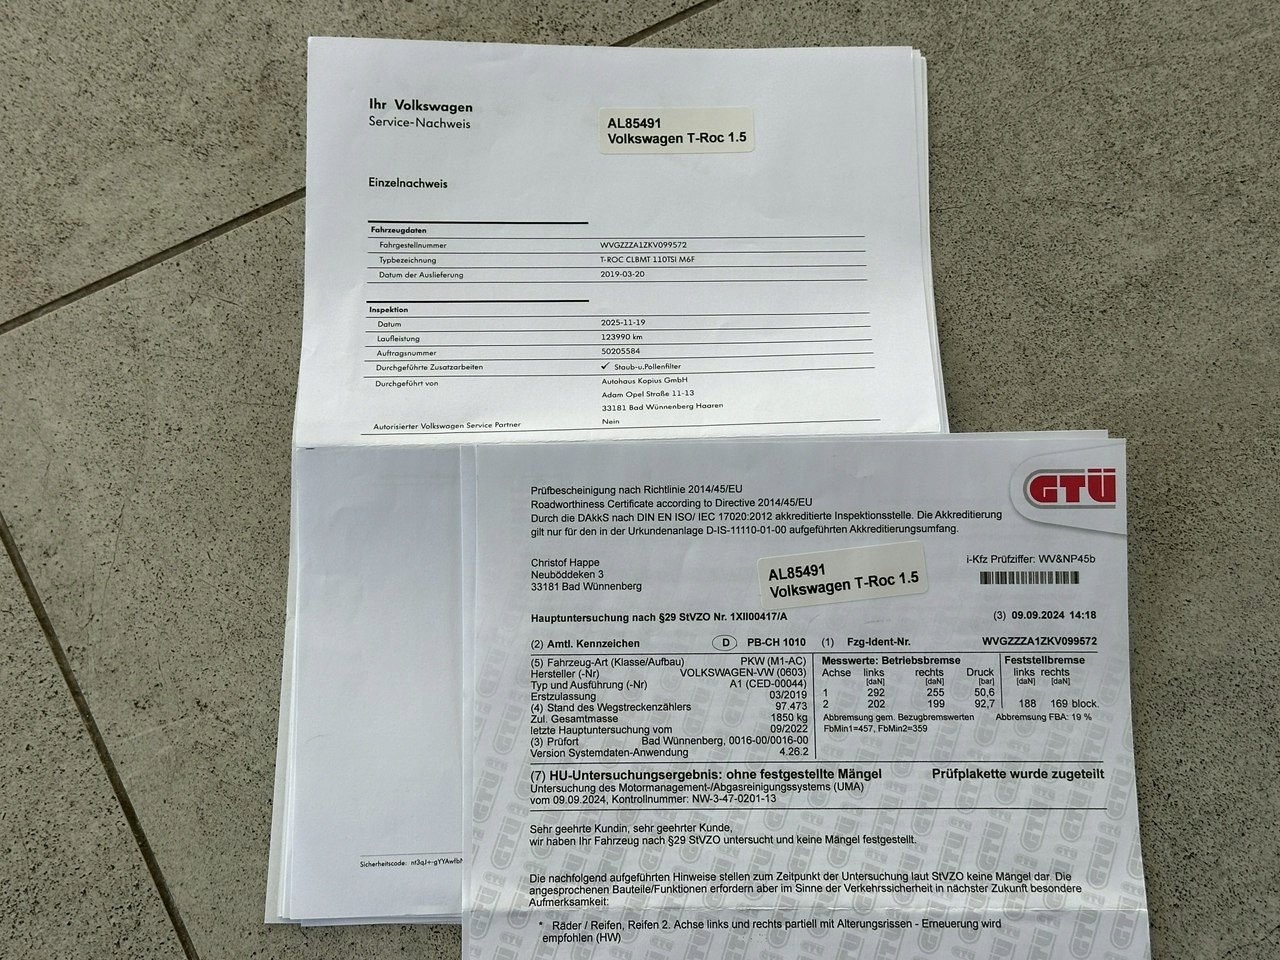 Ihr Volkswagen
Service-Nachweis
AL85491
Volkswagen T-Roc 1.5
Einzelnachweis
Fahrzeugdaten
Fahrgestellnummer WVGZZZA1ZKV099572
Typbezeichnung T-ROC CLBMT 110TSI M6F
Datum der Auslieferung 2019-03-20
Inspektion
Datum 2025-11-19
Laufleistung 123990 km
Auftragsnummer 50205584
Durchgeführte Zusatzarbeiten ✓ Staub-u.Pollenfilter
Durchgeführt von Autohaus Kopius GmbH
Adam Opel Straße 11-13
33181 Bad Wünnenberg Haaren
Autorisierter Volkswagen Service Partner Nein
Sicherheitscode:
GTÜ
Prüfbescheinigung nach Richtlinie 2014/45/EU
Roadworthiness Certificate according to Directive 2014/45/EU
Durch die DAkkS nach DIN EN ISO/ IEC 17020:2012 akkreditierte Inspektionsstelle. Die Akkreditierung
gilt nur für den in der Urkundenanlage D-IS-11110-01-00 aufgeführten Akkreditierungsumfang.
Christof Happe
Neuböddeken 3
33181 Bad Wünnenberg
AL85491
Volkswagen T-Roc 1.5
i-Kfz Prüfziffer: WV&NP45b
Hauptuntersuchung nach §29 StVZO Nr. 1XII00417/A (3) 09.09.2024 14:18
(2) Amtl. Kennzeichen D PB-CH 1010 (1) Fzg-Ident-Nr. WVGZZZA1ZKV099572
(5) Fahrzeug-Art (Klasse/Aufbau) PKW (M1-AC)
Hersteller (-Nr) VOLKSWAGEN-VW (0603)
Typ und Ausführung (-Nr) A1 (CED-00044)
Erstzulassung 03/2019
(4) Stand des Wegstreckenzählers 97.473
Zul. Gesamtmasse 1850 kg
letzte Hauptuntersuchung vom 09/2022
(3) Prüfort Bad Wünnenberg, 0016-00/0016-00
Version Systemdaten-Anwendung 4.26.2
Messwerte: Betriebsbremse Feststellbremse
Achse links rechts Druck links rechts
[daN] [daN] [bar] [daN] [daN]
1 292 255 50,6
2 202 199 92,7 188 169 block.
Abbremsung gem. Bezugbremswerten Abbremsung FBA: 19 %
FbMin1=457, FbMin2=359
(7) HU-Untersuchungsergebnis: ohne festgestellte Mängel Prüfplakette wurde zugeteilt
Untersuchung des Motormanagement-/Abgasreinigungssystems (UMA)
vom 09.09.2024, Kontrollnummer: NW-3-47-0201-13
Sehr geehrte Kundin, sehr geehrter Kunde,
wir haben Ihr Fahrzeug nach §29 StVZO untersucht und keine Mängel festgestellt.
Die nachfolgend aufgeführten Hinweise stellen zum Zeitpunkt der Untersuchung laut StVZO keine Mängel dar. Die
angesprochenen Bauteile/Funktionen erfordern aber im Sinne der Verkehrssicherheit in nächster Zukunft besondere
Aufmerksamkeit:
* Räder / Reifen, Reifen 2. Achse links und rechts partiell mit Alterungsrissen - Erneuerung wird
empfohlen (HW)